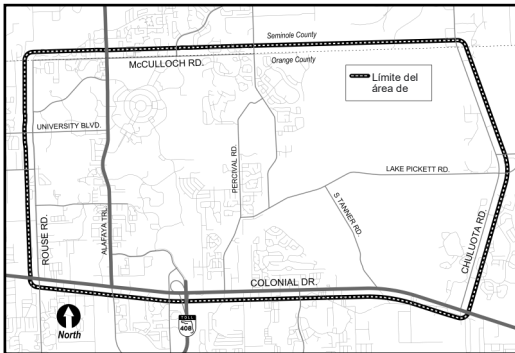 Seminole County
McCULLOCH RD.
Orange County
Límite del
área de
UNIVERSITY BLVD.
PERCIVAL RD.
LAKE PICKETT RD.
S TANNER RD.
ROUSE RD.
ALAFAYA TRL.
CHULUOTA RD.
COLONIAL DR.
TOLL
408
North